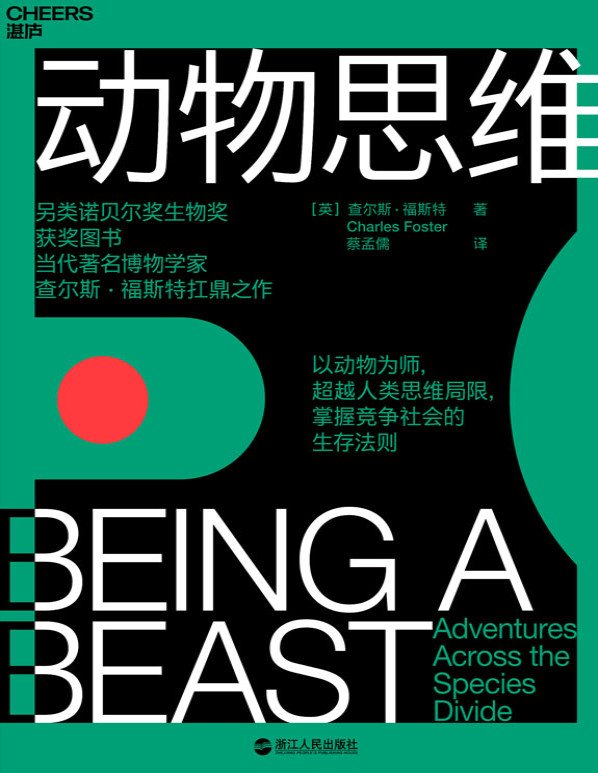 CHEERS
湛庐
动物思维
另类诺贝尔奖生物奖
获奖图书
当代著名博物学家
查尔斯·福斯特扛鼎之作
[英] 查尔斯·福斯特 著
Charles Foster
蔡孟儒 译
以动物为师，
超越人类思维局限，
掌握竞争社会的
生存法则
BEING A
BEAST
Adventures
Across the
Species
Divide
浙江人民出版社
ZHEJIANG PEOPLE'S PUBLISHING HOUSE